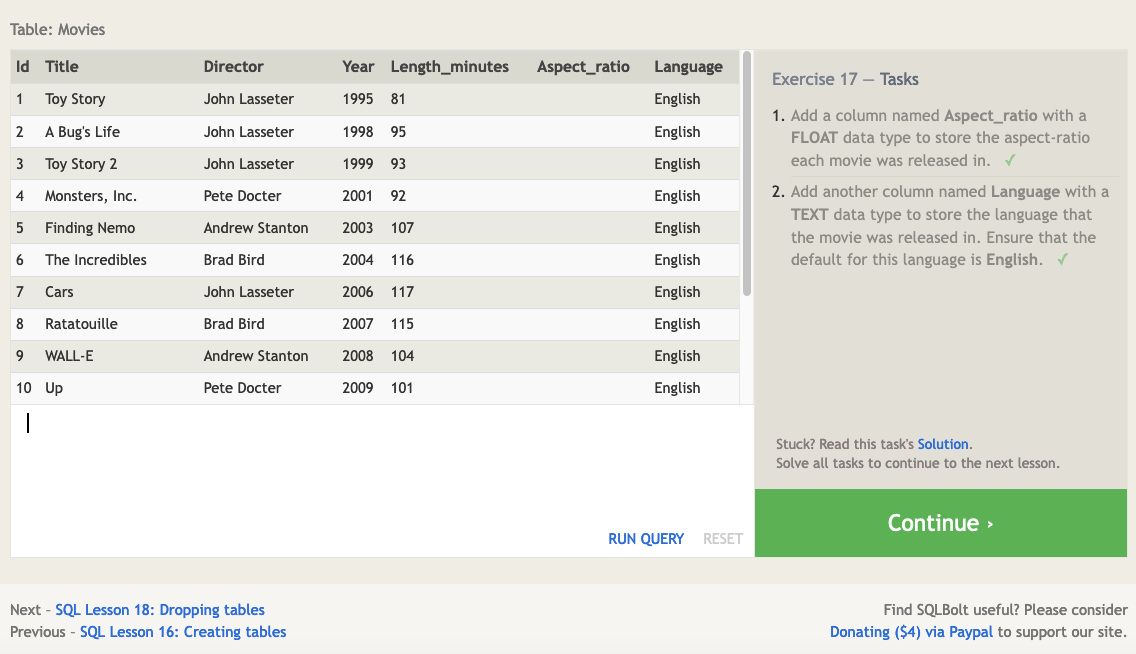 Table: Movies
Id Title Director Year Length_minutes Aspect_ratio Language
1 Toy Story John Lasseter 1995 81 English
2 A Bug's Life John Lasseter 1998 95 English
3 Toy Story 2 John Lasseter 1999 93 English
4 Monsters, Inc. Pete Docter 2001 92 English
5 Finding Nemo Andrew Stanton 2003 107 English
6 The Incredibles Brad Bird 2004 116 English
7 Cars John Lasseter 2006 117 English
8 Ratatouille Brad Bird 2007 115 English
9 WALL-E Andrew Stanton 2008 104 English
10 Up Pete Docter 2009 101 English
RUN QUERY RESET
Exercise 17 — Tasks
1. Add a column named Aspect_ratio with a
FLOAT data type to store the aspect-ratio
each movie was released in. ✓
2. Add another column named Language with a
TEXT data type to store the language that
the movie was released in. Ensure that the
default for this language is English. ✓
Stuck? Read this task's Solution.
Solve all tasks to continue to the next lesson.
Continue ›
Next – SQL Lesson 18: Dropping tables
Previous – SQL Lesson 16: Creating tables
Find SQLBolt useful? Please consider
Donating ($4) via Paypal to support our site.